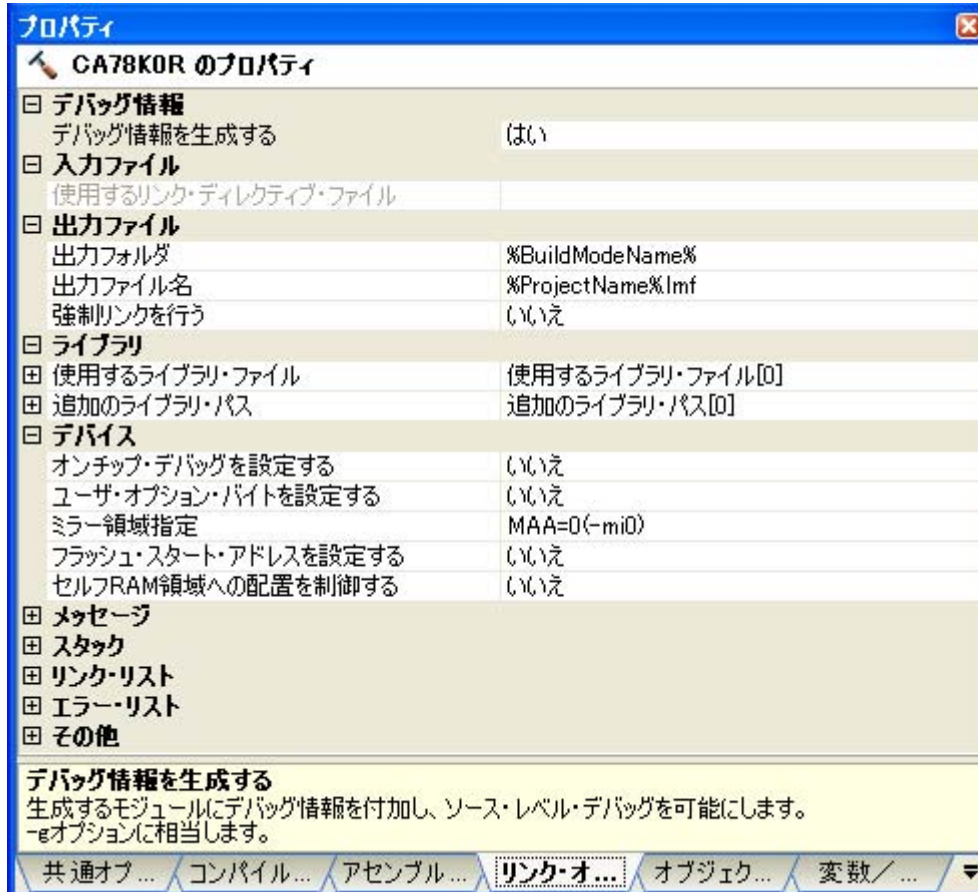 プロパティ
CA78K0R のプロパティ
デバッグ情報
デバッグ情報を生成する はい
入力ファイル
使用するリンク・ディレクティブ・ファイル
出力ファイル
出力フォルダ %BuildModeName%
出力ファイル名 %ProjectName%.lmf
強制リンクを行う いいえ
ライブラリ
使用するライブラリ・ファイル 使用するライブラリ・ファイル[0]
追加のライブラリ・パス 追加のライブラリ・パス[0]
デバイス
オンチップ・デバッグを設定する いいえ
ユーザ・オプション・バイトを設定する いいえ
ミラー領域指定 MAA=0(-mi0)
フラッシュ・スタート・アドレスを設定する いいえ
セルフRAM領域への配置を制御する いいえ
メッセージ
スタック
リンク・リスト
エラー・リスト
その他
デバッグ情報を生成する
生成するモジュールにデバッグ情報を付加し、ソース・レベル・デバッグを可能にします。
-gオプションに相当します。
共通オプ... コンパイル... アセンブル... リンク・オ... オブジェク... 変数／...